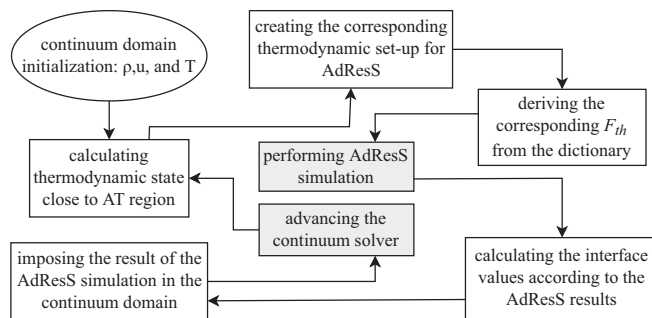 continuum domain
initialization: ρ,u, and T
creating the corresponding
thermodynamic set-up for
AdResS
deriving the
corresponding F_th
from the dictionary
calculating
thermodynamic state
close to AT region
performing AdResS
simulation
advancing the
continuum solver
imposing the result of the
AdResS simulation in the
continuum domain
calculating the interface
values according to the
AdResS results